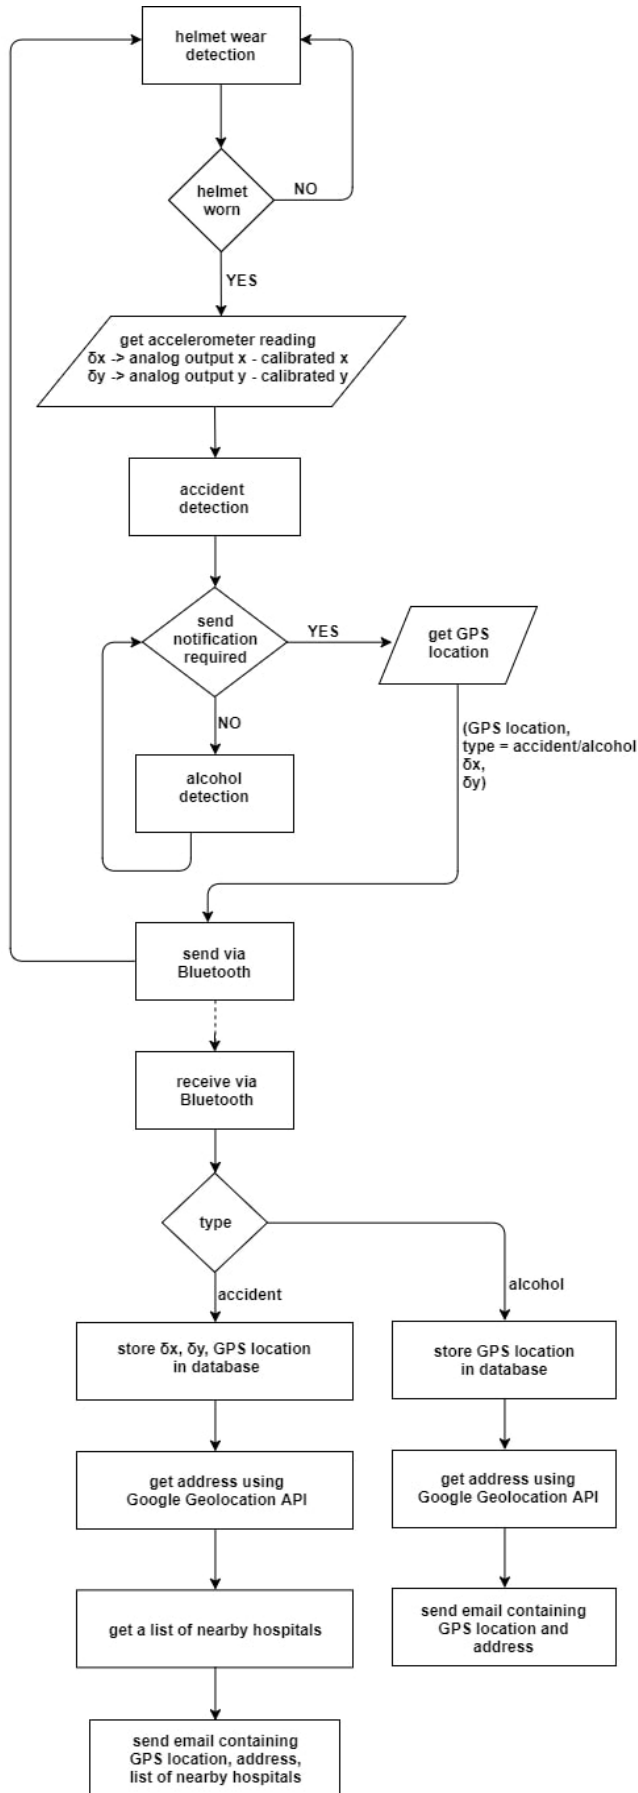 helmet wear
detection
helmet
worn
NO
YES
get accelerometer reading
δx -> analog output x - calibrated x
δy -> analog output y - calibrated y
accident
detection
send
notification
required
YES
get GPS
location
NO
(GPS location,
type = accident/alcohol
δx,
δy)
alcohol
detection
send via
Bluetooth
receive via
Bluetooth
type
accident
alcohol
store δx, δy, GPS location
in database
store GPS location
in database
get address using
Google Geolocation API
get address using
Google Geolocation API
get a list of nearby hospitals
send email containing
GPS location and
address
send email containing
GPS location, address,
list of nearby hospitals